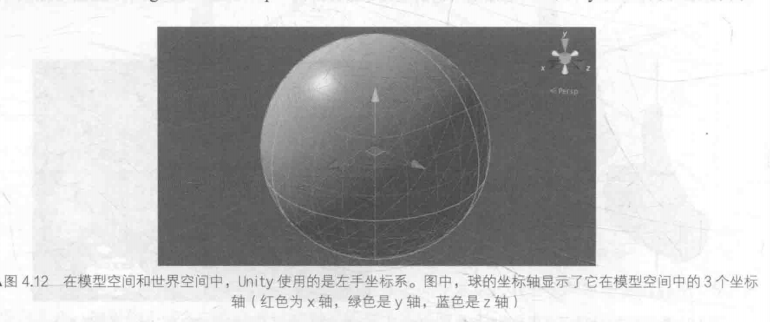 y
x z
Persp
图 4.12 在模型空间和世界空间中，Unity 使用的是左手坐标系。图中，球的坐标轴显示了它在模型空间中的 3 个坐标
轴（红色为 x 轴，绿色是 y 轴，蓝色是 z 轴）